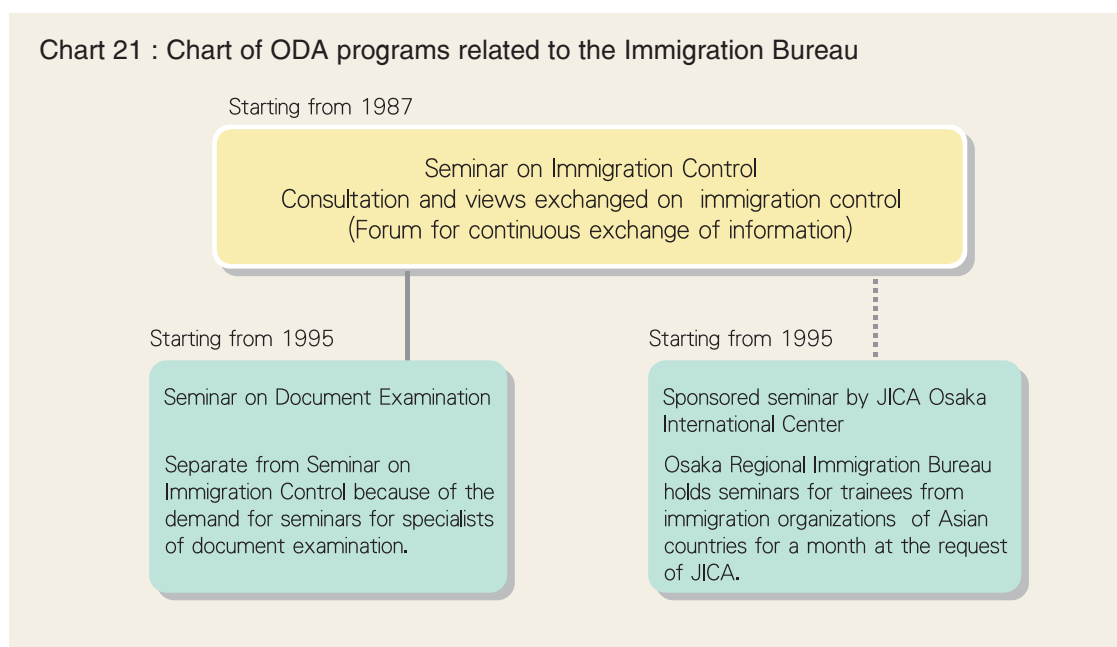 Chart 21 : Chart of ODA programs related to the Immigration Bureau
Starting from 1987
Seminar on Immigration Control
Consultation and views exchanged on immigration control
(Forum for continuous exchange of information)
Starting from 1995
Seminar on Document Examination
Separate from Seminar on
Immigration Control because of the
demand for seminars for specialists
of document examination.
Starting from 1995
Sponsored seminar by JICA Osaka
International Center
Osaka Regional Immigration Bureau
holds seminars for trainees from
immigration organizations of Asian
countries for a month at the request
of JICA.